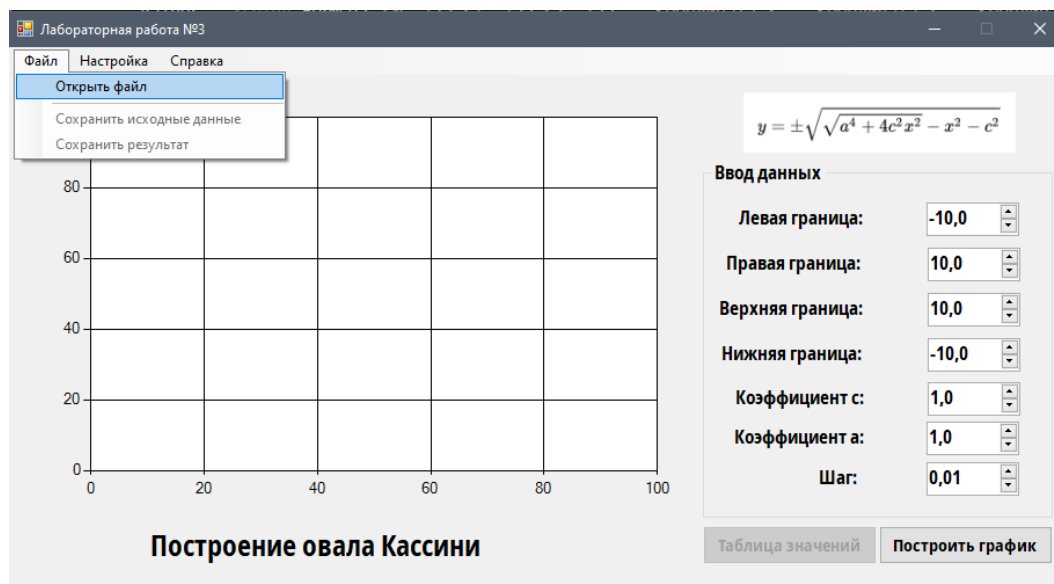 Лабораторная работа №3
Файл Настройка Справка
Открыть файл
Сохранить исходные данные
Сохранить результат
80
60
40
20
0
0 20 40 60 80 100
Построение овала Кассини
y = ±√(√(a⁴ + 4c²x²) − x² − c²)
Ввод данных
Левая граница: -10,0
Правая граница: 10,0
Верхняя граница: 10,0
Нижняя граница: -10,0
Коэффициент c: 1,0
Коэффициент a: 1,0
Шаг: 0,01
Таблица значений Построить график